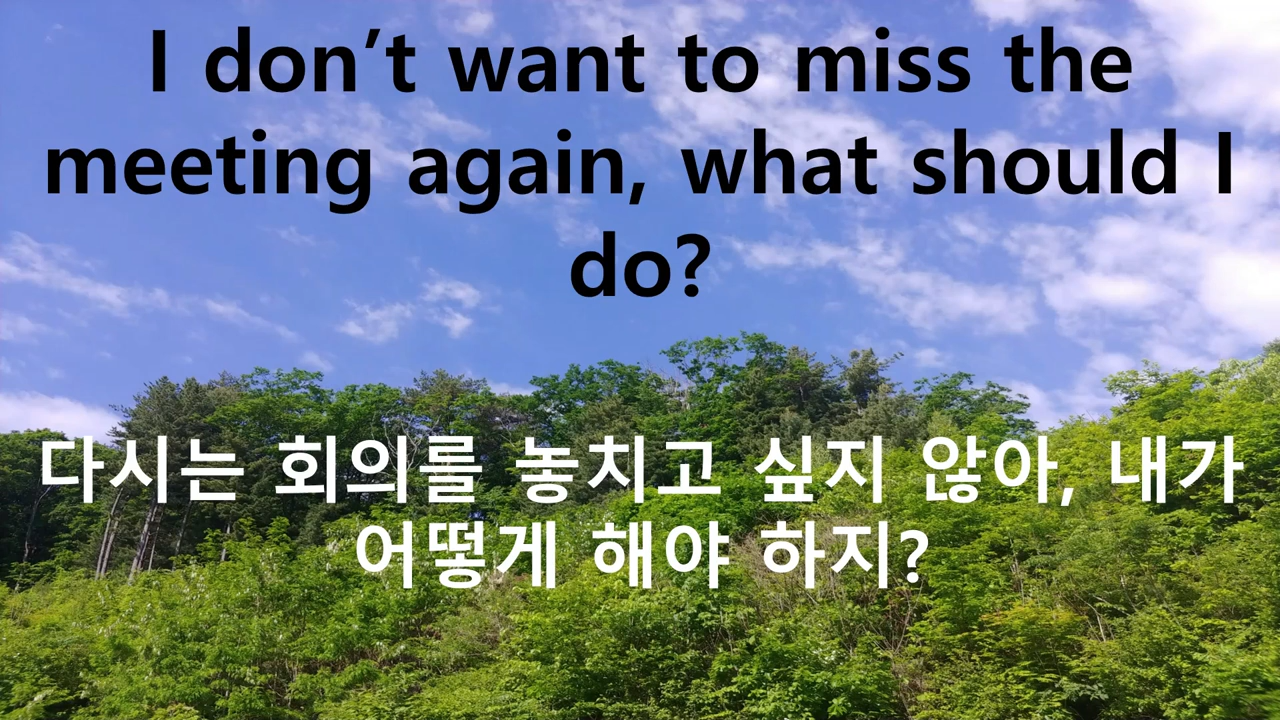 I don’t want to miss the
meeting again, what should I
do?
다시는 회의를 놓치고 싶지 않아, 내가
어떻게 해야 하지?